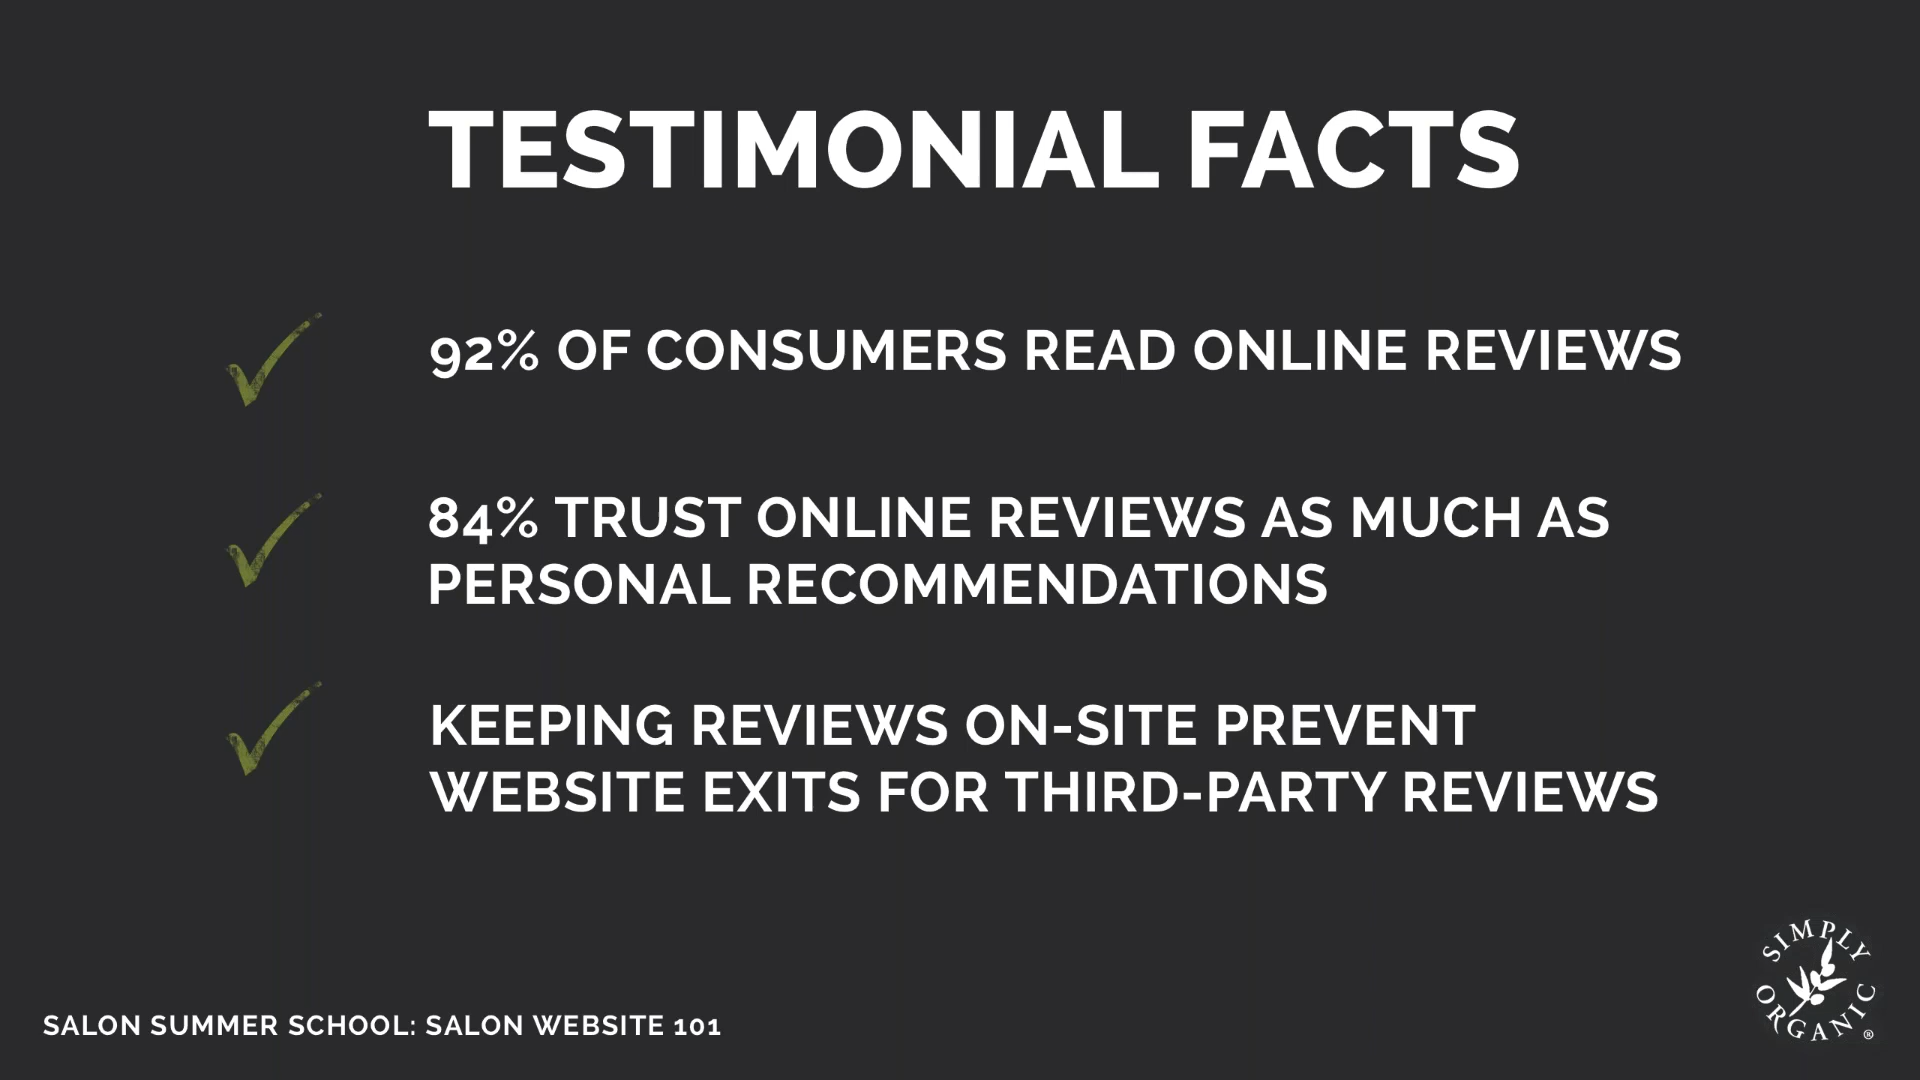 TESTIMONIAL FACTS
92% OF CONSUMERS READ ONLINE REVIEWS
84% TRUST ONLINE REVIEWS AS MUCH AS
PERSONAL RECOMMENDATIONS
KEEPING REVIEWS ON-SITE PREVENT
WEBSITE EXITS FOR THIRD-PARTY REVIEWS
SIMPLY
ORGANIC®
SALON SUMMER SCHOOL: SALON WEBSITE 101